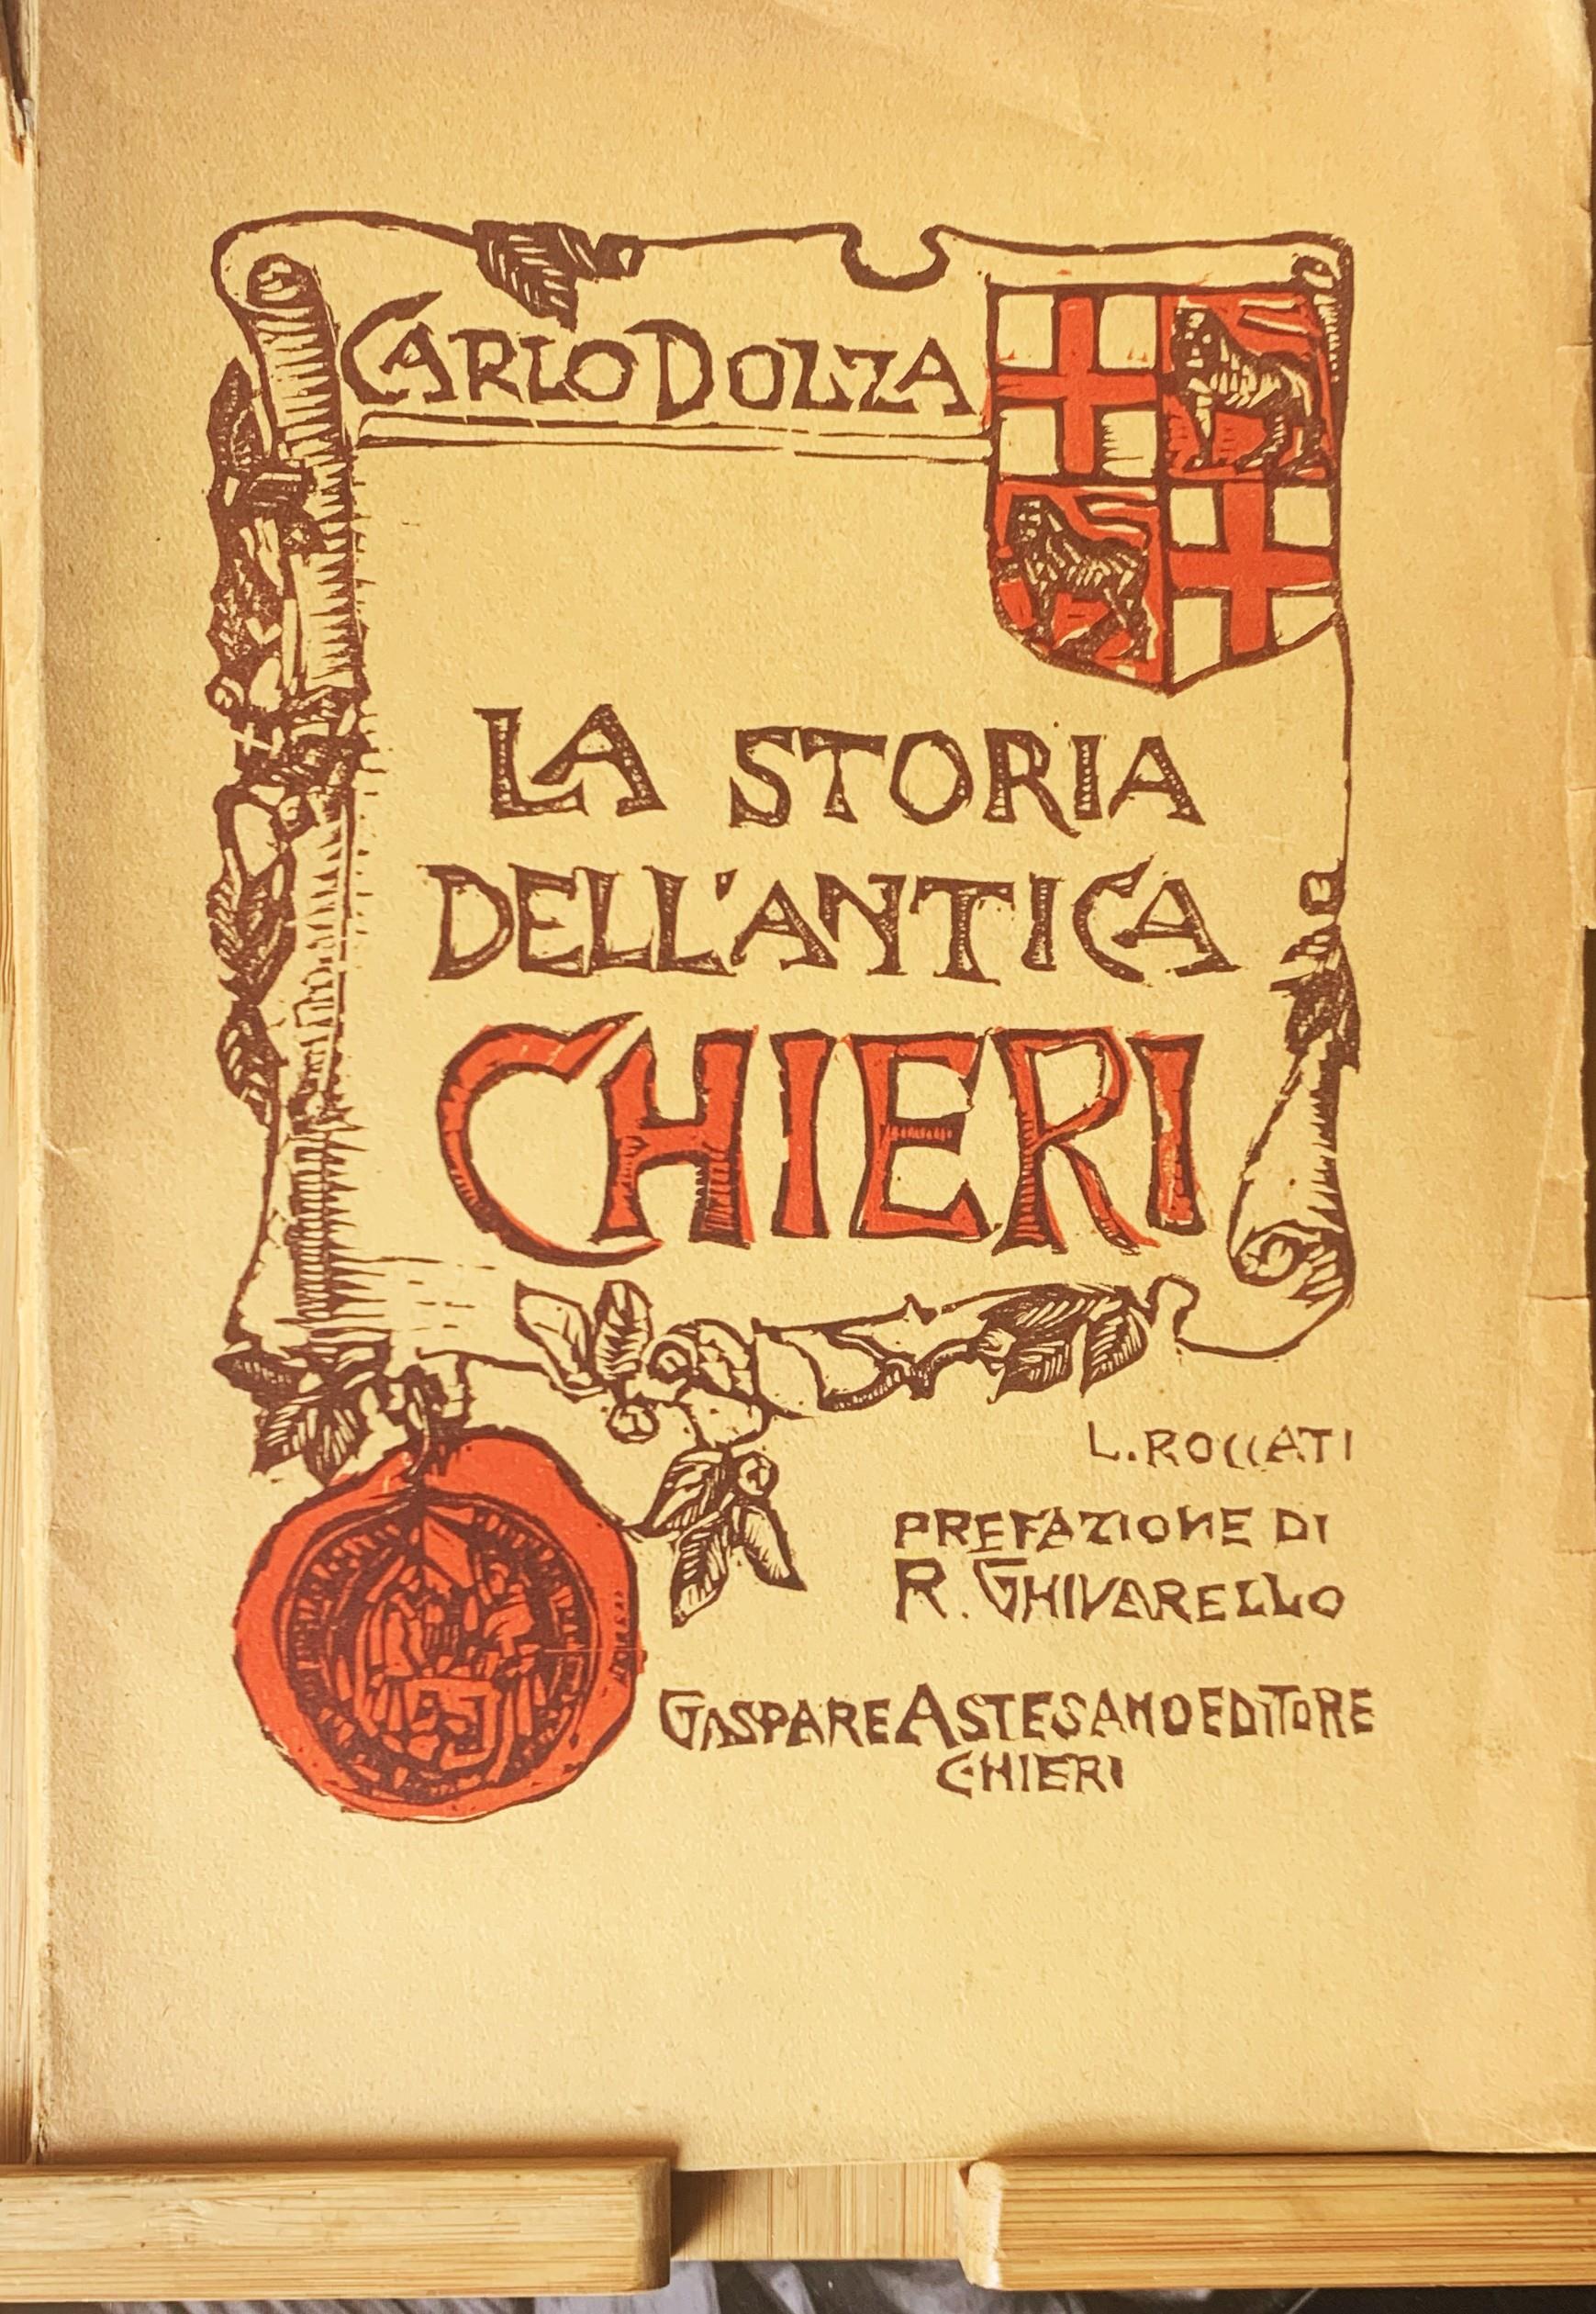 CARLO DOLZA
LA STORIA
DELL'ANTICA
CHIERI
L. ROCCATI
PREFAZIONE DI
R. GHIVARELLO
GASPARE ASTESANO EDITORE
CHIERI